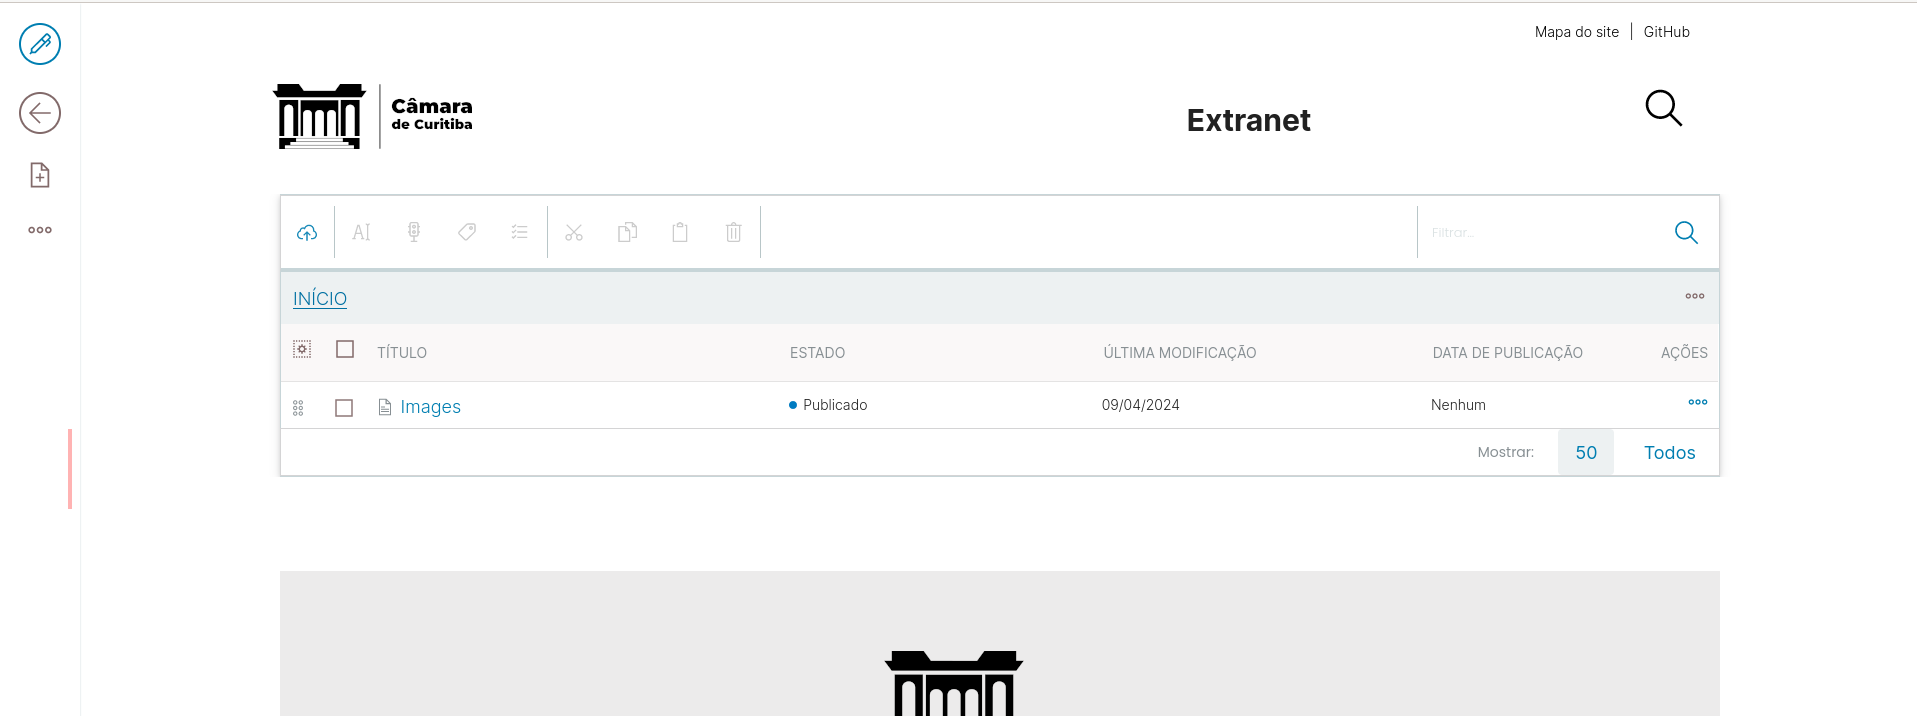 Mapa do site | GitHub
Câmara
de Curitiba
Extranet
Filtrar...
INÍCIO
TÍTULO ESTADO ÚLTIMA MODIFICAÇÃO DATA DE PUBLICAÇÃO AÇÕES
Images Publicado 09/04/2024 Nenhum
Mostrar: 50 Todos